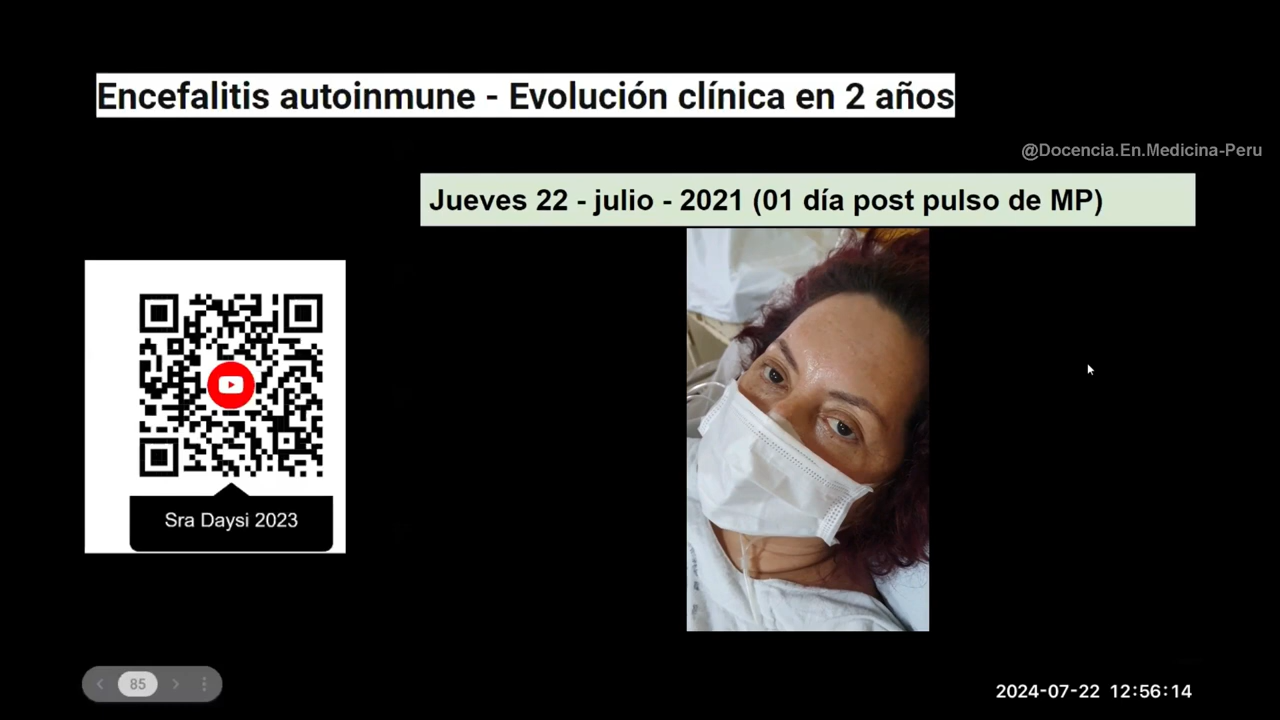 Encefalitis autoinmune - Evolución clínica en 2 años
@Docencia.En.Medicina-Peru
Jueves 22 - julio - 2021 (01 día post pulso de MP)
Sra Daysi 2023
85
2024-07-22 12:56:14